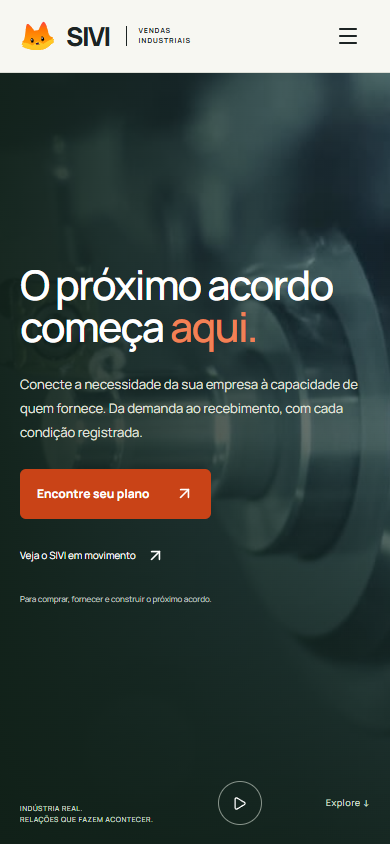 SIVI
VENDAS
INDUSTRIAIS
O próximo acordo
começa aqui.
Conecte a necessidade da sua empresa à capacidade de
quem fornece. Da demanda ao recebimento, com cada
condição registrada.
Encontre seu plano
Veja o SIVI em movimento
Para comprar, fornecer e construir o próximo acordo.
INDÚSTRIA REAL.
RELAÇÕES QUE FAZEM ACONTECER.
Explore ↓